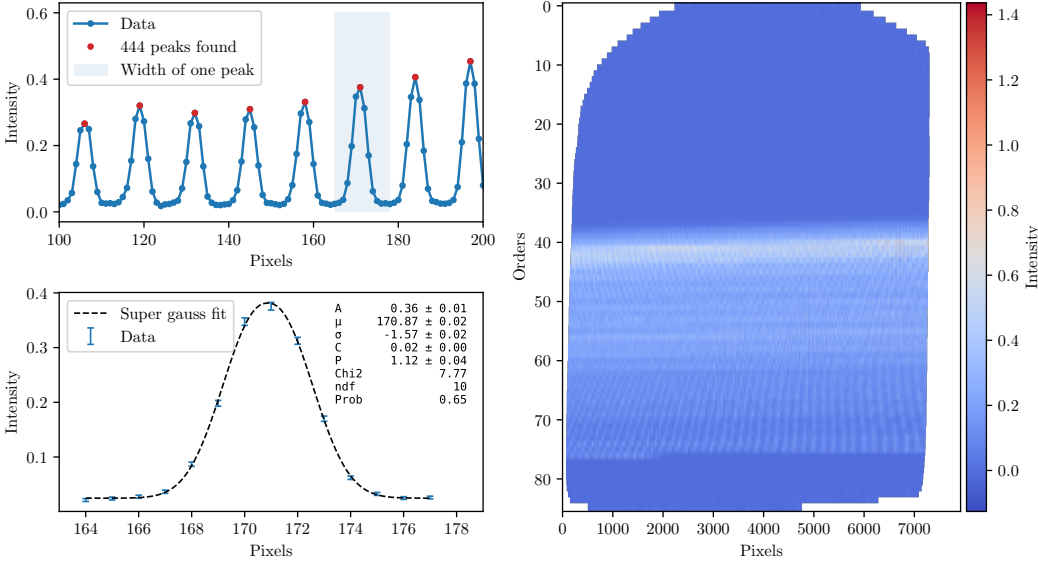 0.6
0.4
0.2
0.0
Intensity
Data
444 peaks found
Width of one peak
100 120 140 160 180 200
Pixels
0.4
0.3
0.2
0.1
Intensity
Super gauss fit
Data
A 0.36 ± 0.01
μ 170.87 ± 0.02
σ -1.57 ± 0.02
C 0.02 ± 0.00
P 1.12 ± 0.04
Chi2 7.77
ndf 10
Prob 0.65
164 166 168 170 172 174 176 178
Pixels
0
10
20
30
40
50
60
70
80
Orders
0 1000 2000 3000 4000 5000 6000 7000
Pixels
1.4
1.2
1.0
0.8
0.6
0.4
0.2
0.0
Intensity